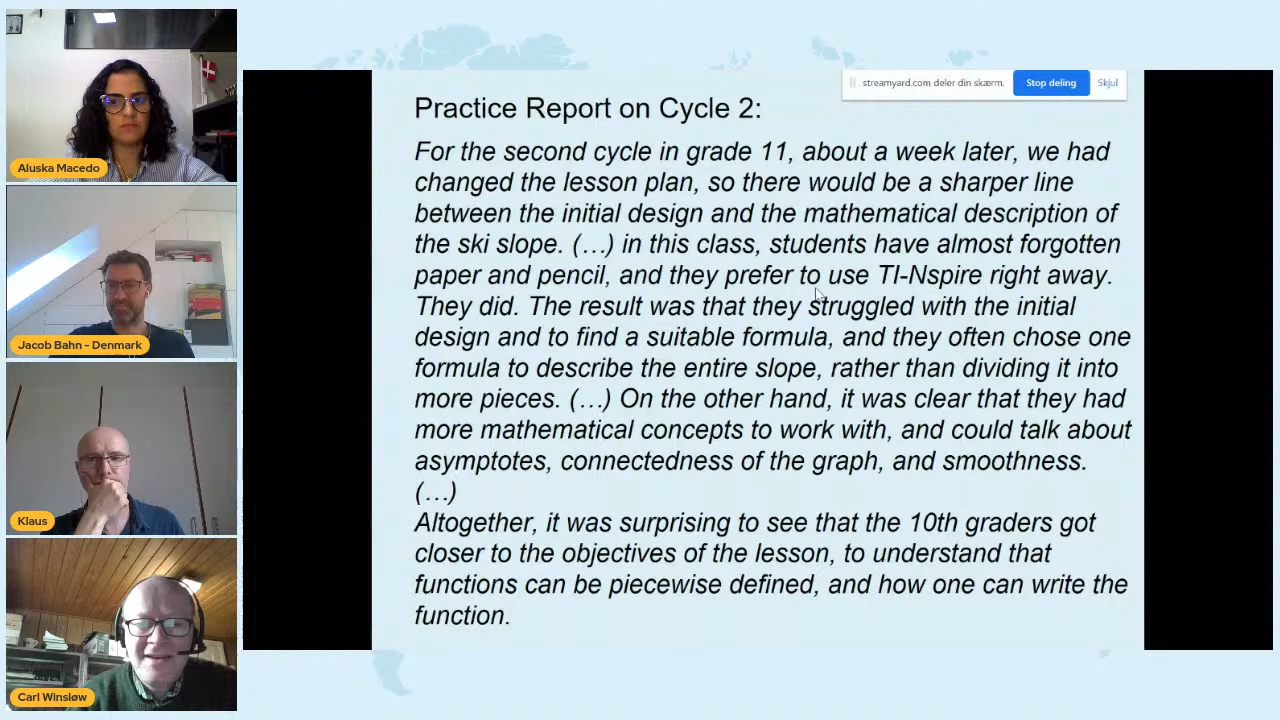 Aluska Macedo
Jacob Bahn - Denmark
Klaus
Carl Winsløw
streamyard.com deler din skærm.
Stop deling
Skjul
Practice Report on Cycle 2:
For the second cycle in grade 11, about a week later, we had
changed the lesson plan, so there would be a sharper line
between the initial design and the mathematical description of
the ski slope. (…) in this class, students have almost forgotten
paper and pencil, and they prefer to use TI-Nspire right away.
They did. The result was that they struggled with the initial
design and to find a suitable formula, and they often chose one
formula to describe the entire slope, rather than dividing it into
more pieces. (…) On the other hand, it was clear that they had
more mathematical concepts to work with, and could talk about
asymptotes, connectedness of the graph, and smoothness.
(…)
Altogether, it was surprising to see that the 10th graders got
closer to the objectives of the lesson, to understand that
functions can be piecewise defined, and how one can write the
function.